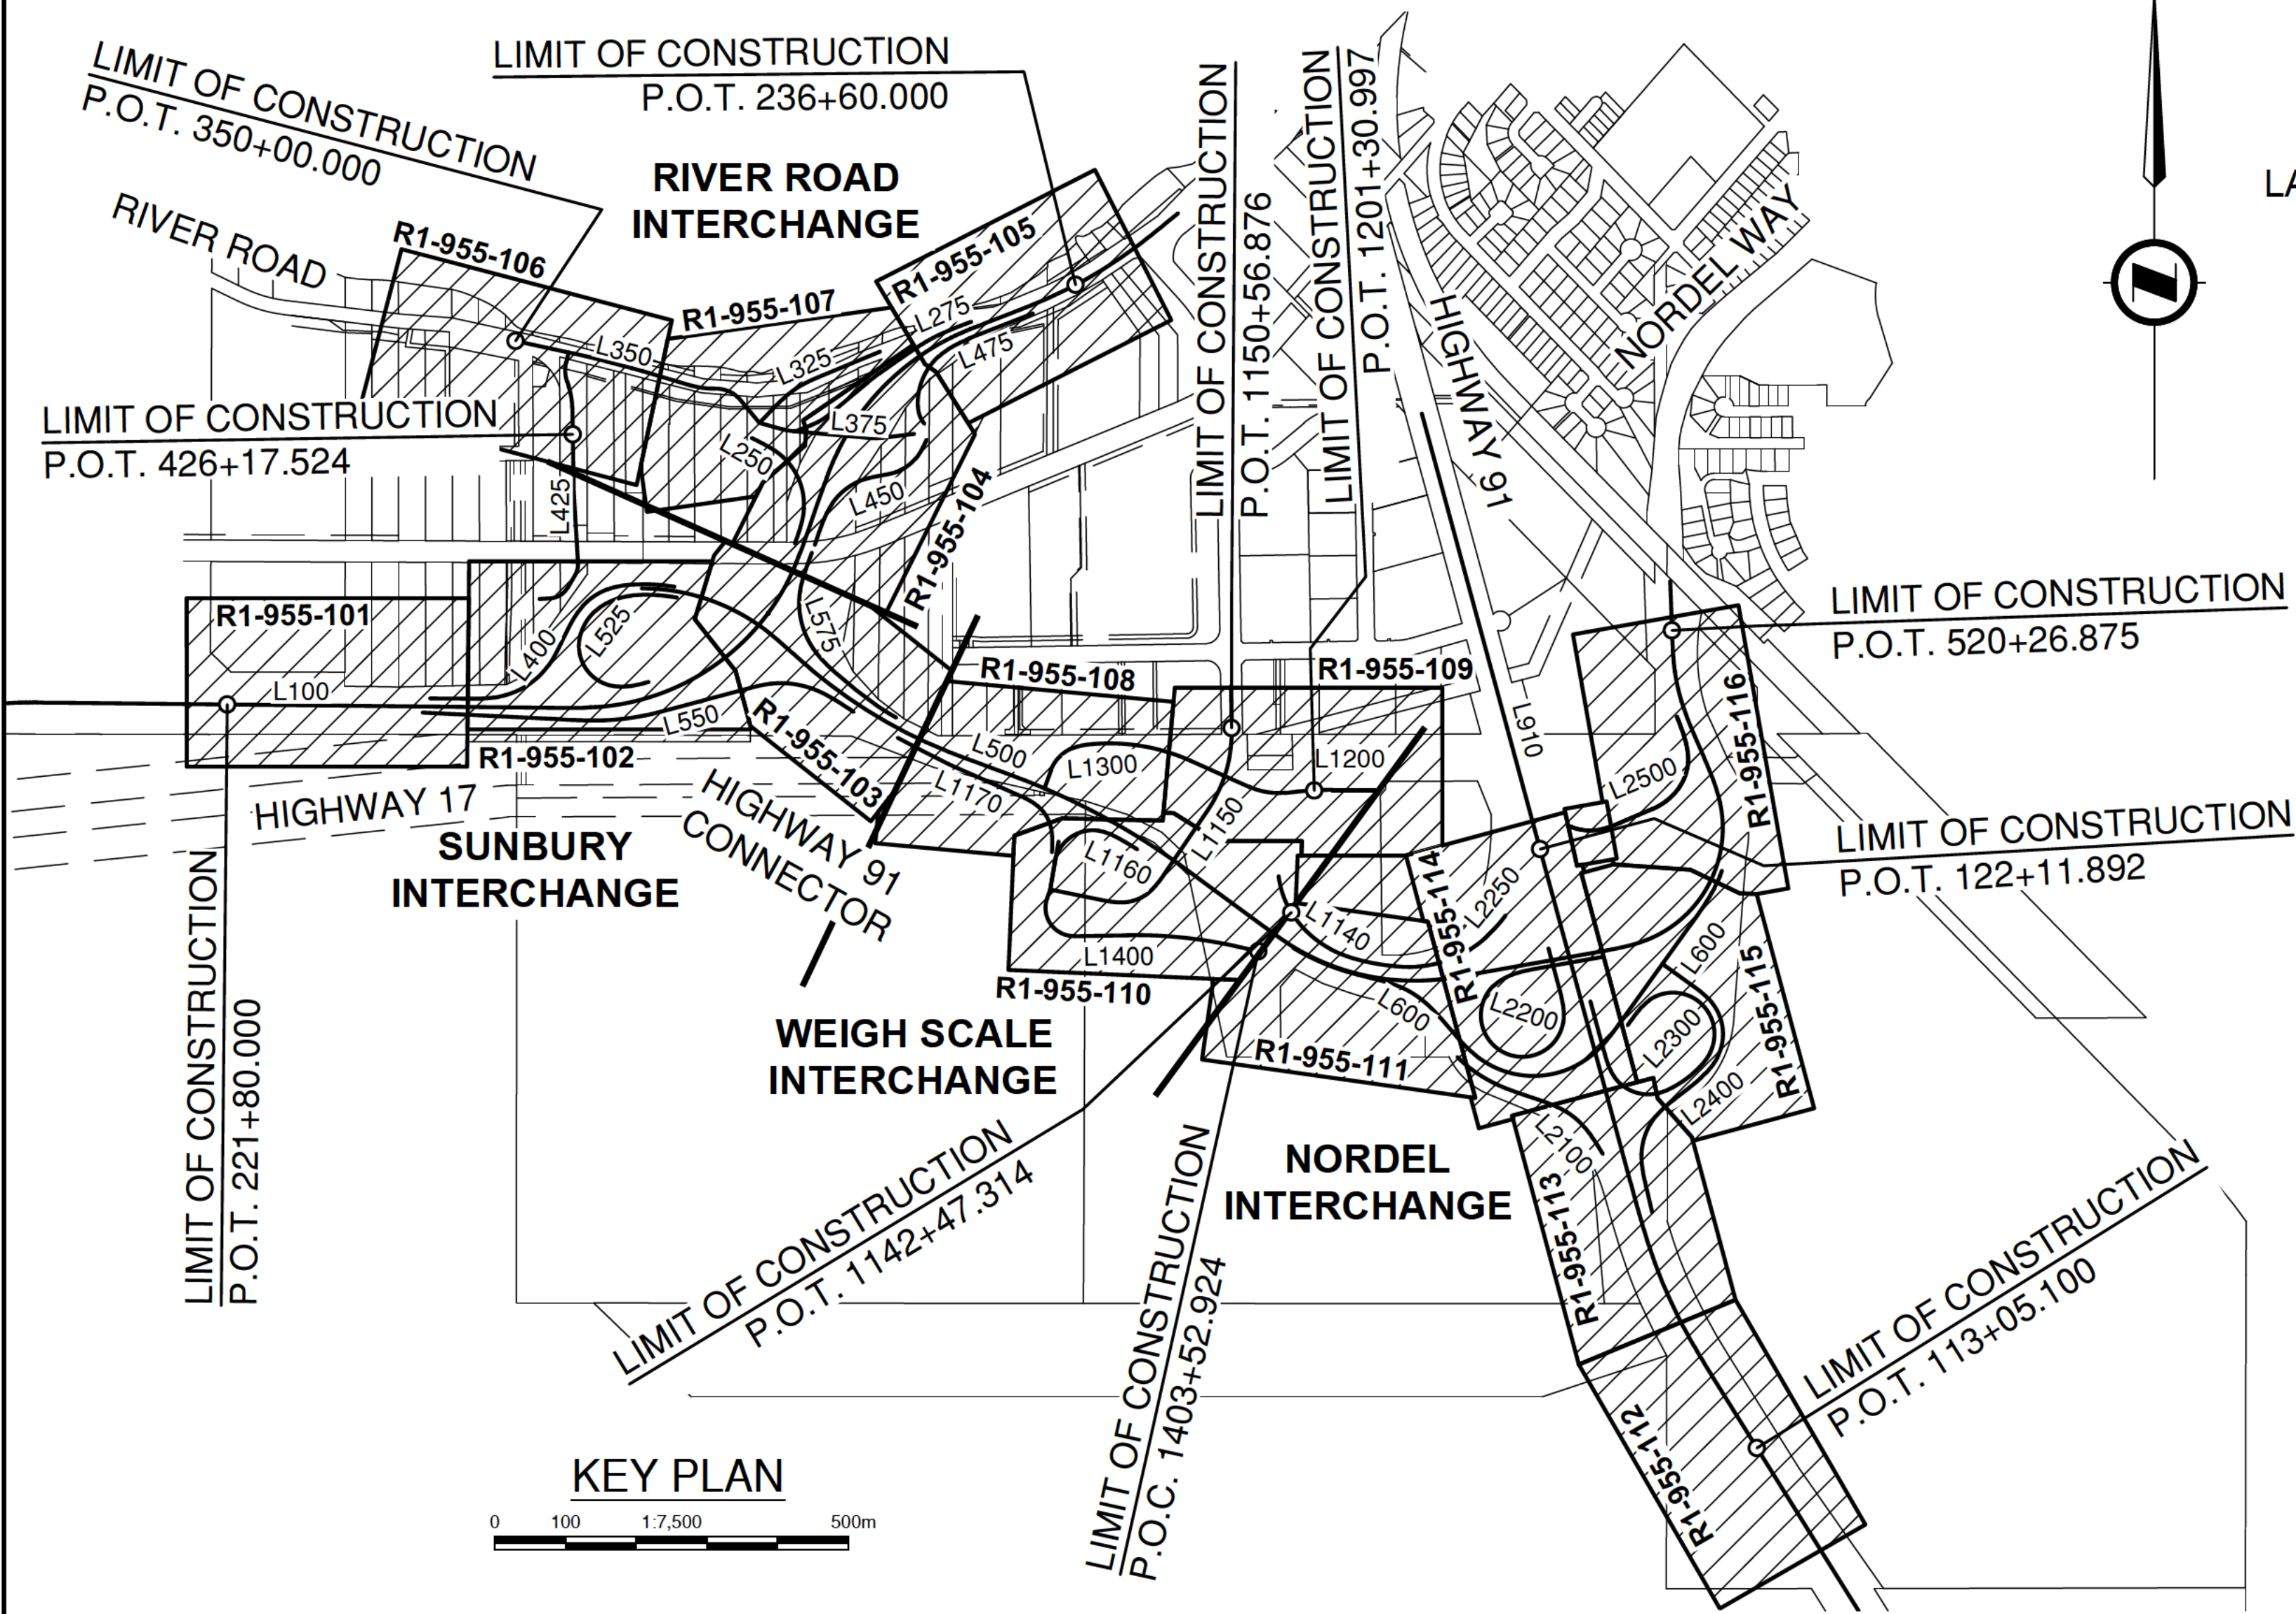 LIMIT OF CONSTRUCTION
P.O.T. 350+00.000
LIMIT OF CONSTRUCTION
P.O.T. 236+60.000
RIVER ROAD
INTERCHANGE
RIVER ROAD
R1-955-106
R1-955-107
R1-955-105
L275
L475
L350
L325
L375
L250
L450
R1-955-104
LIMIT OF CONSTRUCTION
P.O.T. 426+17.524
L425
LIMIT OF CONSTRUCTION
P.O.T. 1150+56.876
LIMIT OF CONSTRUCTION
P.O.T. 1201+30.997
HIGHWAY 91
NORDEL WAY
LA
R1-955-101
L100
L400
L525
L575
L550
R1-955-102
R1-955-103
HIGHWAY 17
SUNBURY
INTERCHANGE
HIGHWAY 91
CONNECTOR
R1-955-108
R1-955-109
L500
L1170
L1300
L1200
L1150
L1160
L1400
R1-955-110
L1140
L600
R1-955-111
L910
L2500
R1-955-116
LIMIT OF CONSTRUCTION
P.O.T. 520+26.875
LIMIT OF CONSTRUCTION
P.O.T. 122+11.892
R1-955-114
L2250
L2200
L600
L2300
L2400
R1-955-115
WEIGH SCALE
INTERCHANGE
NORDEL
INTERCHANGE
L2100
R1-955-113
R1-955-112
LIMIT OF CONSTRUCTION
P.O.T. 221+80.000
LIMIT OF CONSTRUCTION
P.O.T. 1142+47.314
LIMIT OF CONSTRUCTION
P.O.C. 1403+52.924
LIMIT OF CONSTRUCTION
P.O.T. 113+05.100
KEY PLAN
0 100 1:7,500 500m